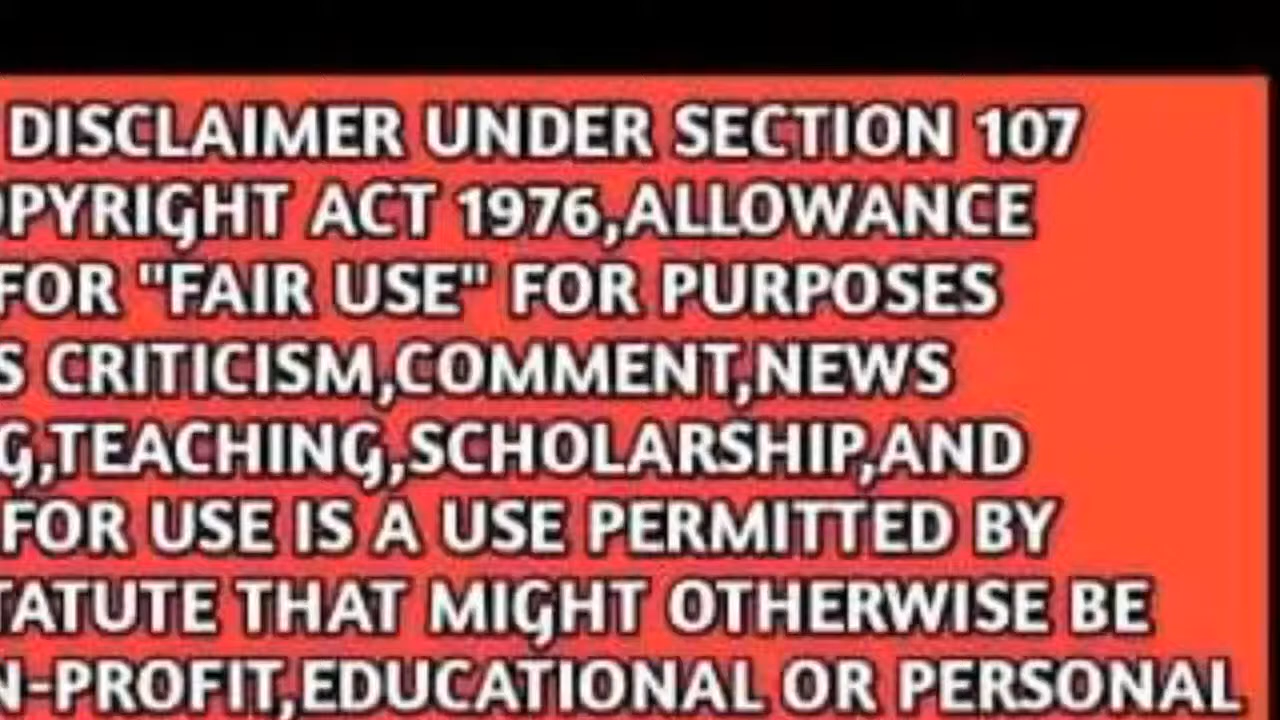 DISCLAIMER UNDER SECTION 107
OPYRIGHT ACT 1976,ALLOWANCE
FOR "FAIR USE" FOR PURPOSES
S CRITICISM,COMMENT,NEWS
G,TEACHING,SCHOLARSHIP,AND
FOR USE IS A USE PERMITTED BY
TATUTE THAT MIGHT OTHERWISE BE
N-PROFIT,EDUCATIONAL OR PERSONAL